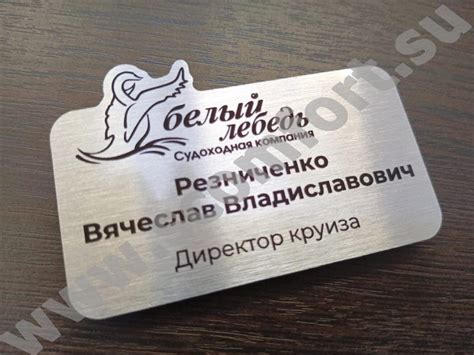 белый
лебедь
Судоходная компания
Резниченко
Вячеслав Владиславович
Директор круиза